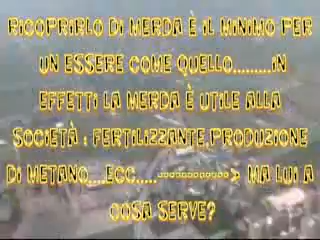 RICOPRIRLO DI MERDA È IL MINIMO PER
UN ESSERE COME QUELLO.........IN
EFFETTI LA MERDA È UTILE ALLA
SOCIETÀ : FERTILIZZANTE,PRODUZIONE
DI METANO....ECC.....-------------> MA LUI A
COSA SERVE?